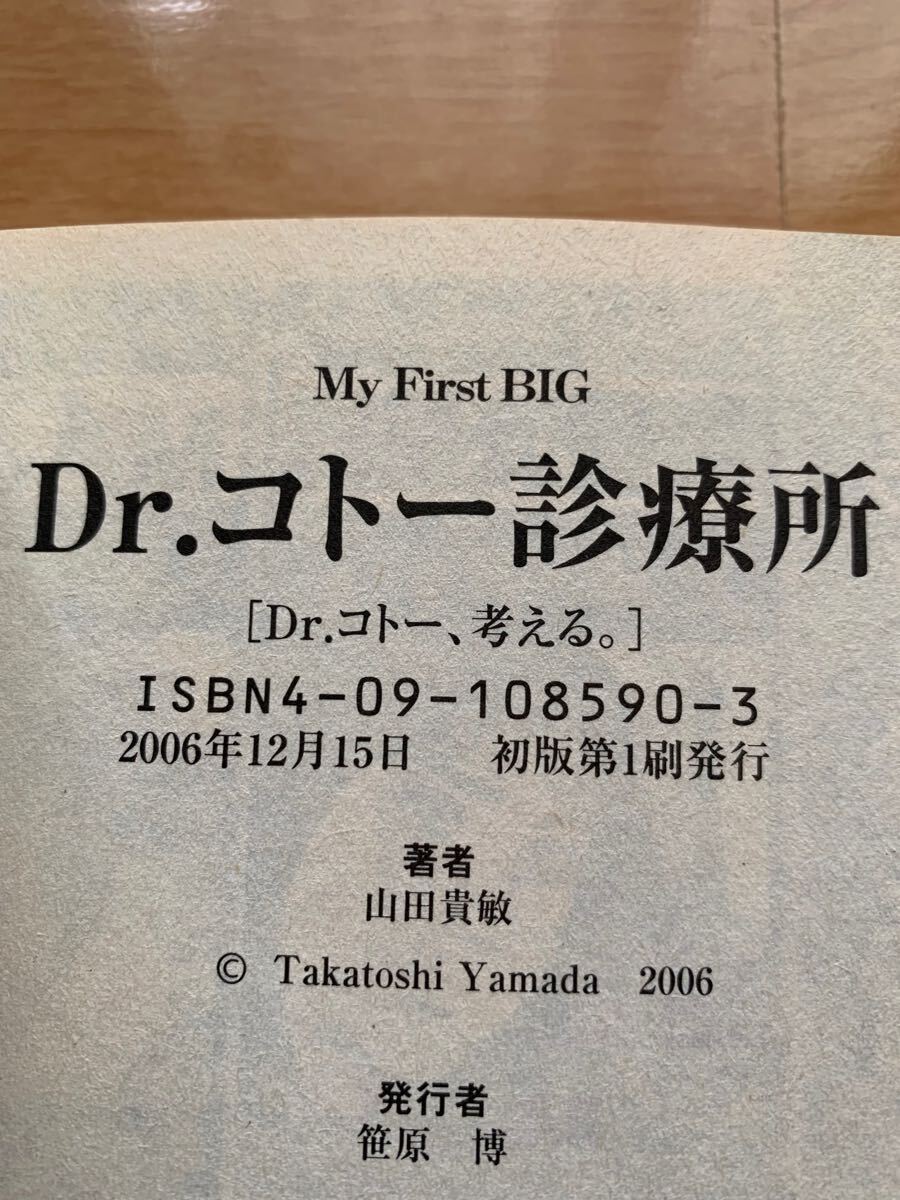 My First BIG
Dr.コトー診療所
[Dr.コトー、考える。]
ISBN4-09-108590-3
2006年12月15日　初版第1刷発行
著者
山田貴敏
© Takatoshi Yamada　2006
発行者
笹原　博